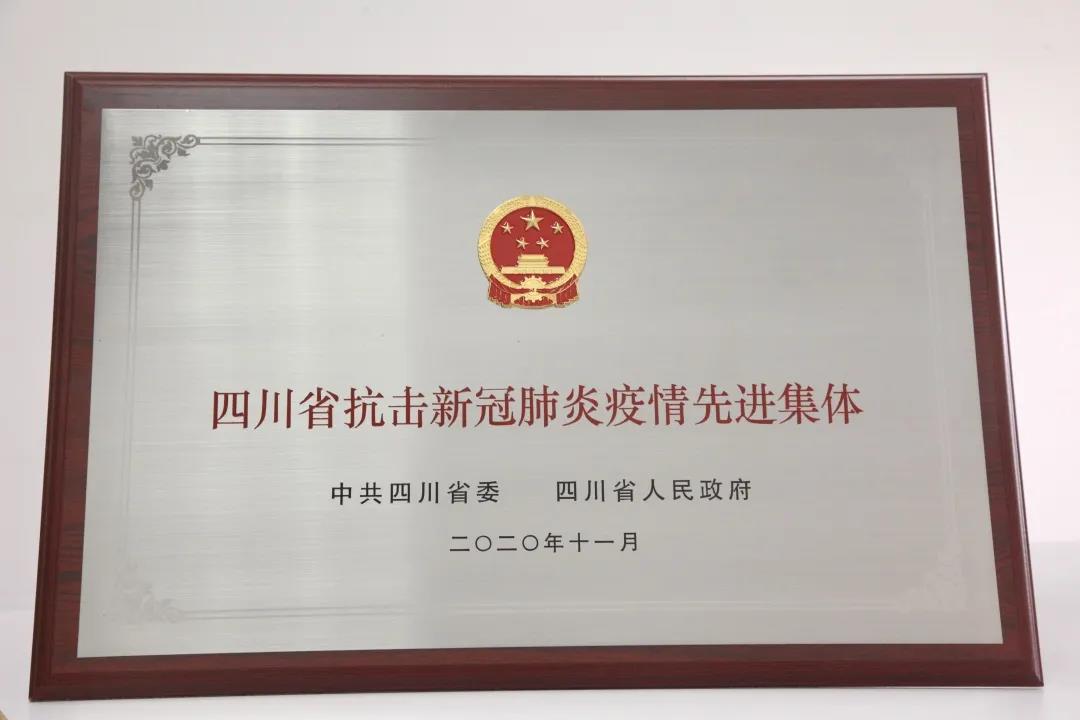 四川省抗击新冠肺炎疫情先进集体
中共四川省委 四川省人民政府
二〇二〇年十一月